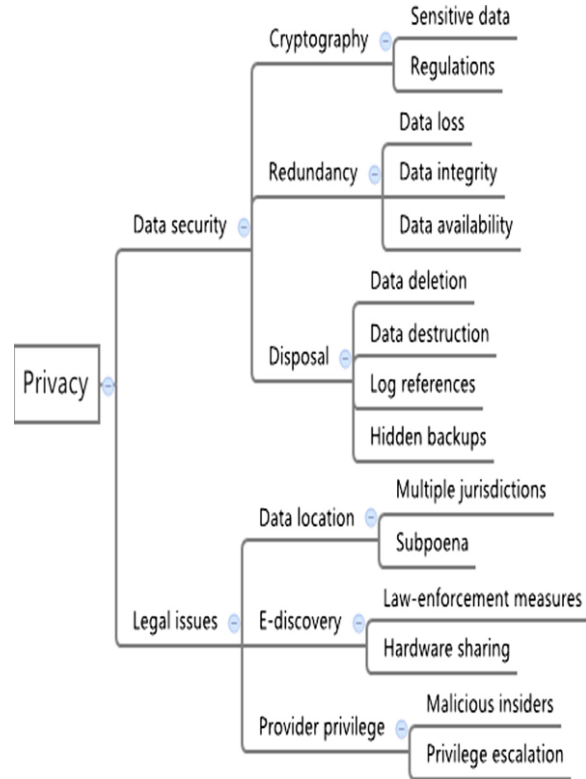 Privacy
Data security
Cryptography
Sensitive data
Regulations
Redundancy
Data loss
Data integrity
Data availability
Disposal
Data deletion
Data destruction
Log references
Hidden backups
Legal issues
Data location
Multiple jurisdictions
Subpoena
E-discovery
Law-enforcement measures
Hardware sharing
Provider privilege
Malicious insiders
Privilege escalation